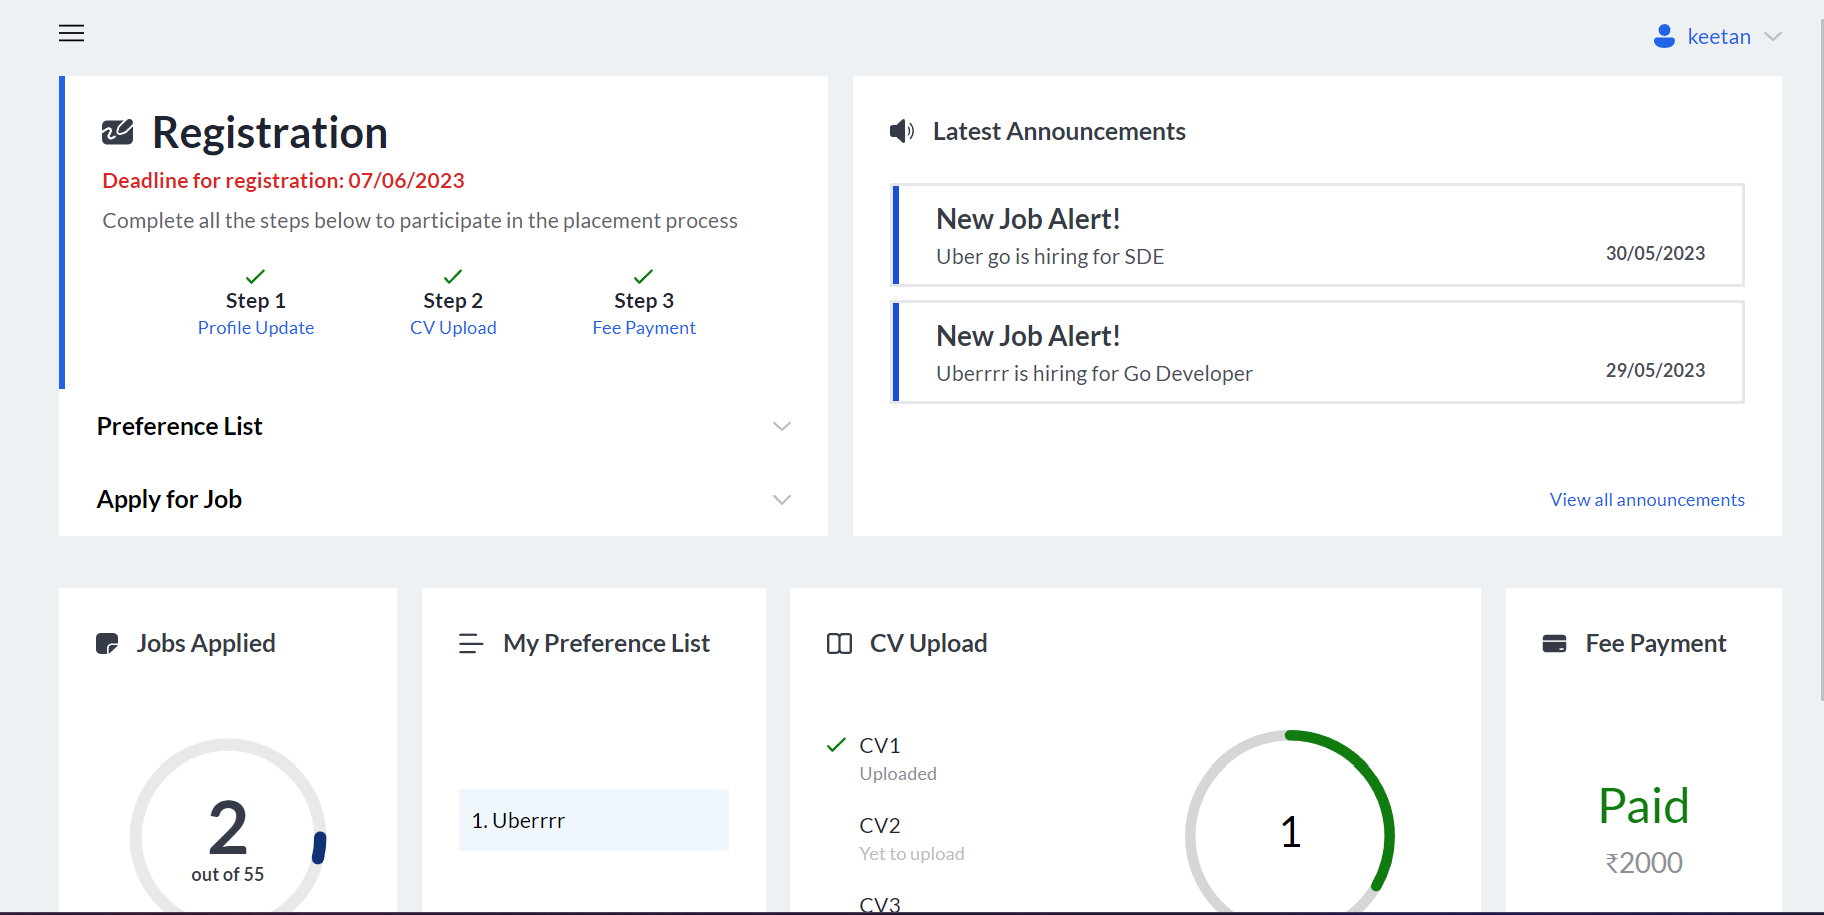 keetan
Registration
Deadline for registration: 07/06/2023
Complete all the steps below to participate in the placement process
Step 1
Profile Update
Step 2
CV Upload
Step 3
Fee Payment
Preference List
Apply for Job
Latest Announcements
New Job Alert!
Uber go is hiring for SDE
30/05/2023
New Job Alert!
Uberrrr is hiring for Go Developer
29/05/2023
View all announcements
Jobs Applied
2
out of 55
My Preference List
1. Uberrrr
CV Upload
CV1
Uploaded
CV2
Yet to upload
CV3
1
Fee Payment
Paid
₹2000